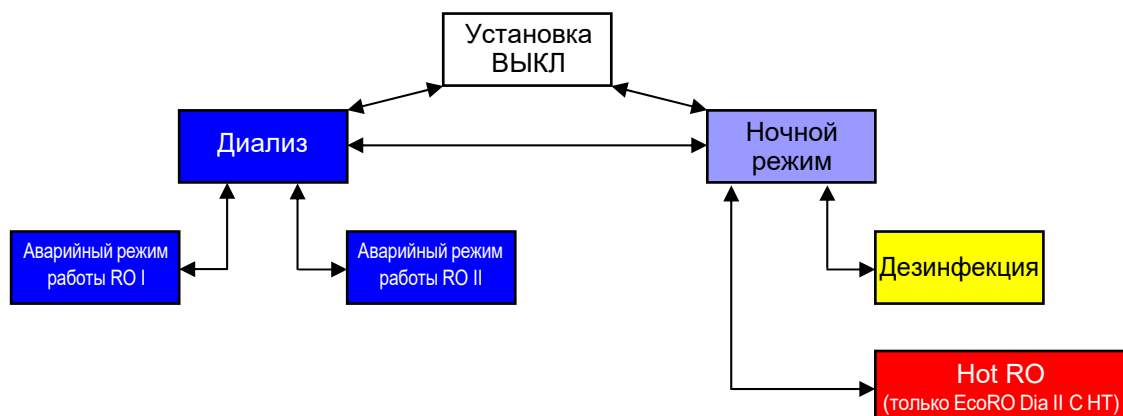 Установка
ВЫКЛ
Диализ
Ночной
режим
Аварийный режим
работы RO I
Аварийный режим
работы RO II
Дезинфекция
Hot RO
(только EcoRO Dia II C HT)